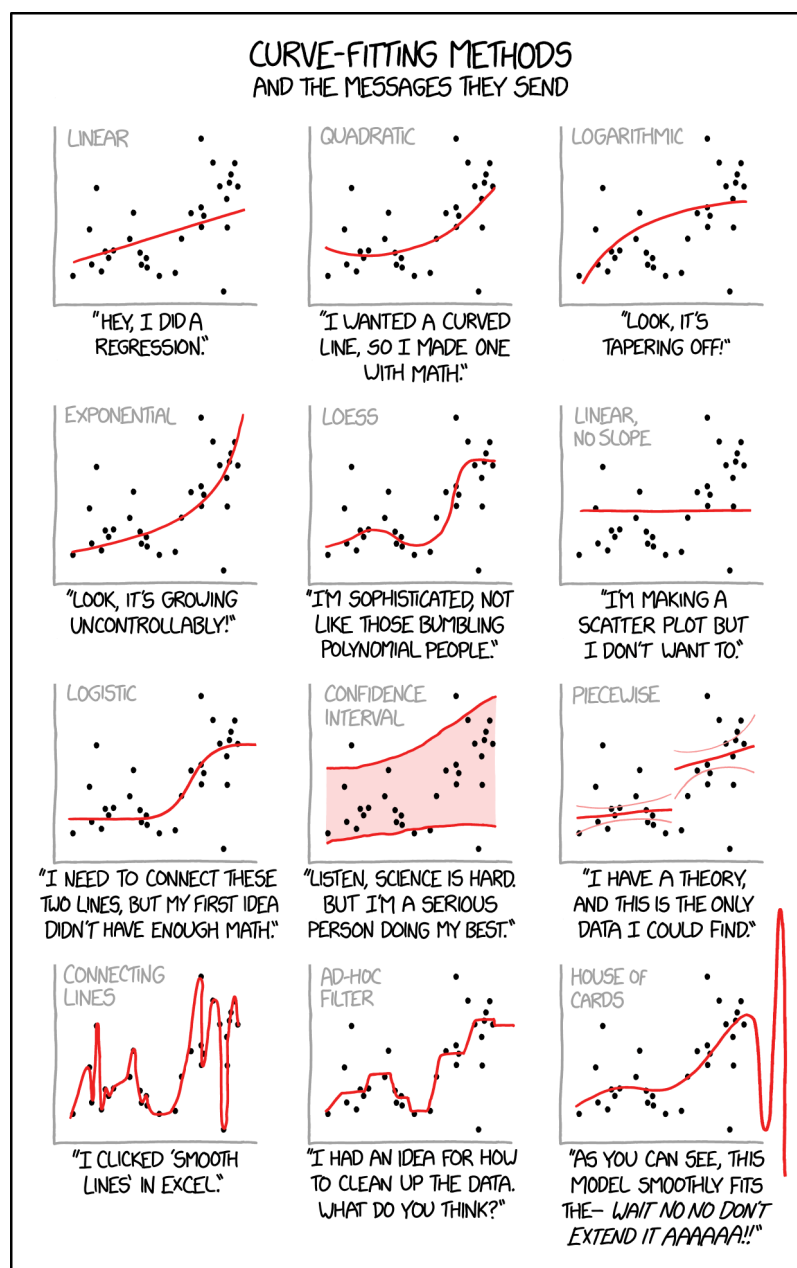 CURVE-FITTING METHODS
AND THE MESSAGES THEY SEND
LINEAR
"HEY, I DID A
REGRESSION."
QUADRATIC
"I WANTED A CURVED
LINE, SO I MADE ONE
WITH MATH."
LOGARITHMIC
"LOOK, IT'S
TAPERING OFF!"
EXPONENTIAL
"LOOK, IT'S GROWING
UNCONTROLLABLY!"
LOESS
"I'M SOPHISTICATED, NOT
LIKE THOSE BUMBLING
POLYNOMIAL PEOPLE."
LINEAR,
NO SLOPE
"I'M MAKING A
SCATTER PLOT BUT
I DON'T WANT TO."
LOGISTIC
"I NEED TO CONNECT THESE
TWO LINES, BUT MY FIRST IDEA
DIDN'T HAVE ENOUGH MATH."
CONFIDENCE
INTERVAL
"LISTEN, SCIENCE IS HARD.
BUT I'M A SERIOUS
PERSON DOING MY BEST."
PIECEWISE
"I HAVE A THEORY,
AND THIS IS THE ONLY
DATA I COULD FIND."
CONNECTING
LINES
"I CLICKED 'SMOOTH
LINES' IN EXCEL."
AD-HOC
FILTER
"I HAD AN IDEA FOR HOW
TO CLEAN UP THE DATA.
WHAT DO YOU THINK?"
HOUSE OF
CARDS
"AS YOU CAN SEE, THIS
MODEL SMOOTHLY FITS
THE— WAIT NO NO DON'T
EXTEND IT AAAAAA!!"